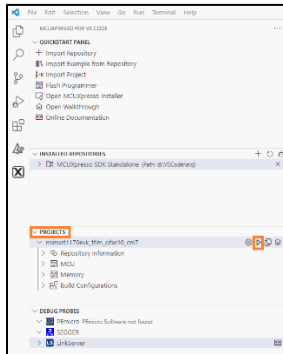 File Edit Selection View Go Run Terminal Help
MCUXPRESSO FOR VS CODE
QUICKSTART PANEL
Import Repository
Import Example from Repository
Import Project
Flash Programmer
Open MCUXpresso Installer
Open Walkthrough
Online Documentation
INSTALLED REPOSITORIES
MCUXpresso SDK Standalone
PROJECTS
Repository Information
MCU
Memory
Build Configurations
DEBUG PROBES
PEmicro PEmicro Software not found
SEGGER
LS LinkServer